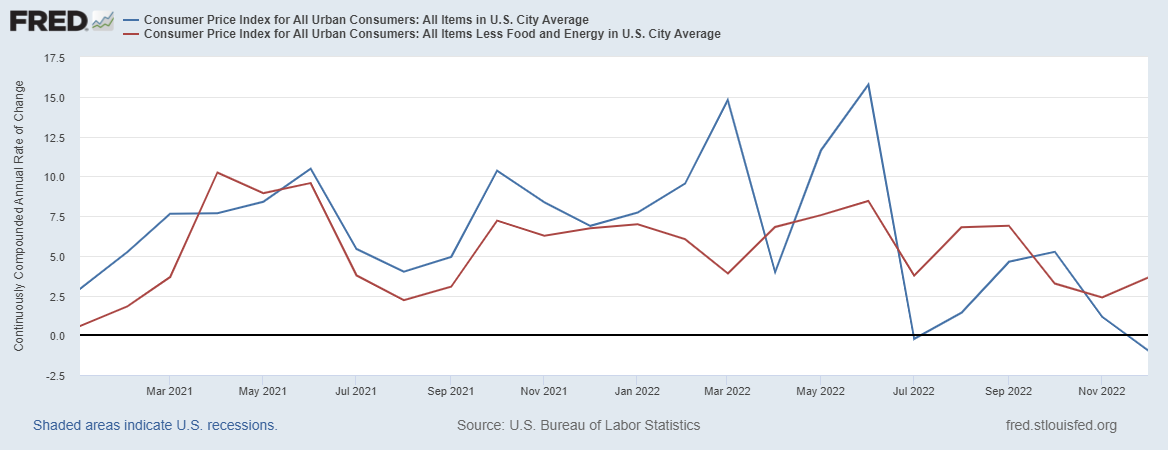 FRED
Consumer Price Index for All Urban Consumers: All Items in U.S. City Average
Consumer Price Index for All Urban Consumers: All Items Less Food and Energy in U.S. City Average
Continuously Compounded Annual Rate of Change
17.5
15.0
12.5
10.0
7.5
5.0
2.5
0.0
-2.5
Mar 2021 May 2021 Jul 2021 Sep 2021 Nov 2021 Jan 2022 Mar 2022 May 2022 Jul 2022 Sep 2022 Nov 2022
Shaded areas indicate U.S. recessions. Source: U.S. Bureau of Labor Statistics fred.stlouisfed.org